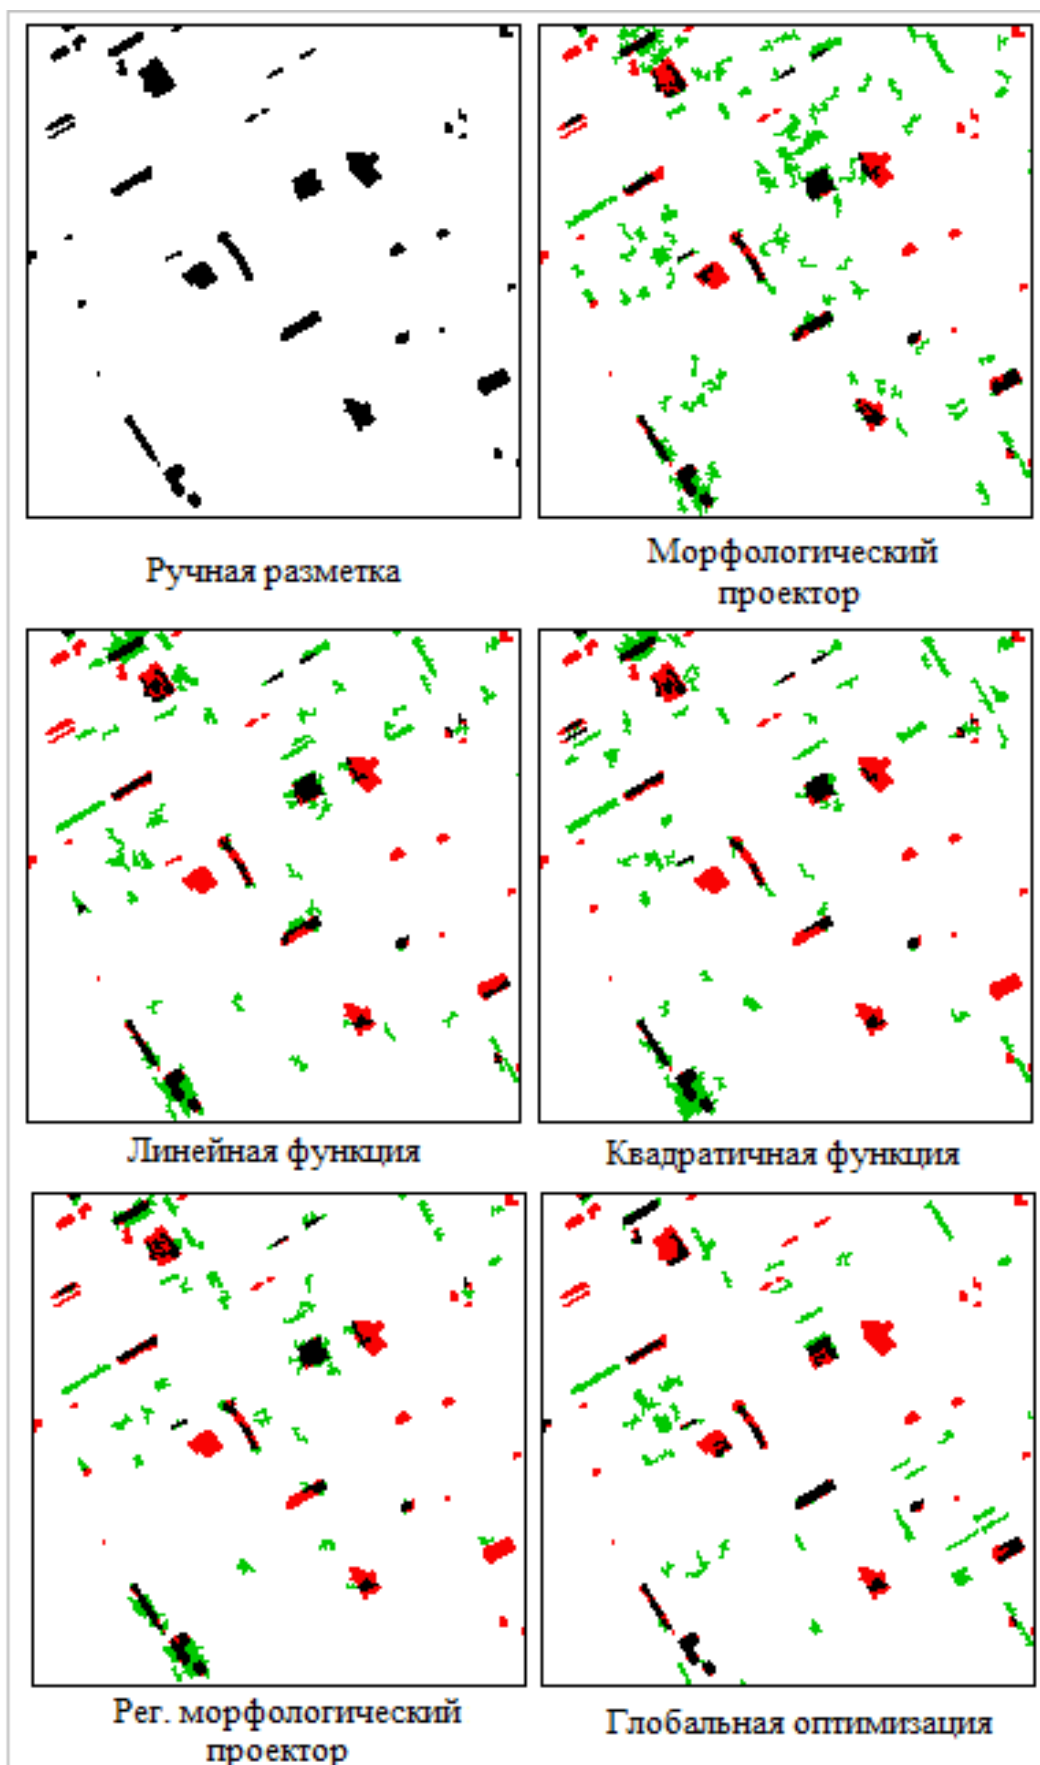 Ручная разметка
Морфологический
проектор
Линейная функция
Квадратичная функция
Рег. морфологический
проектор
Глобальная оптимизация